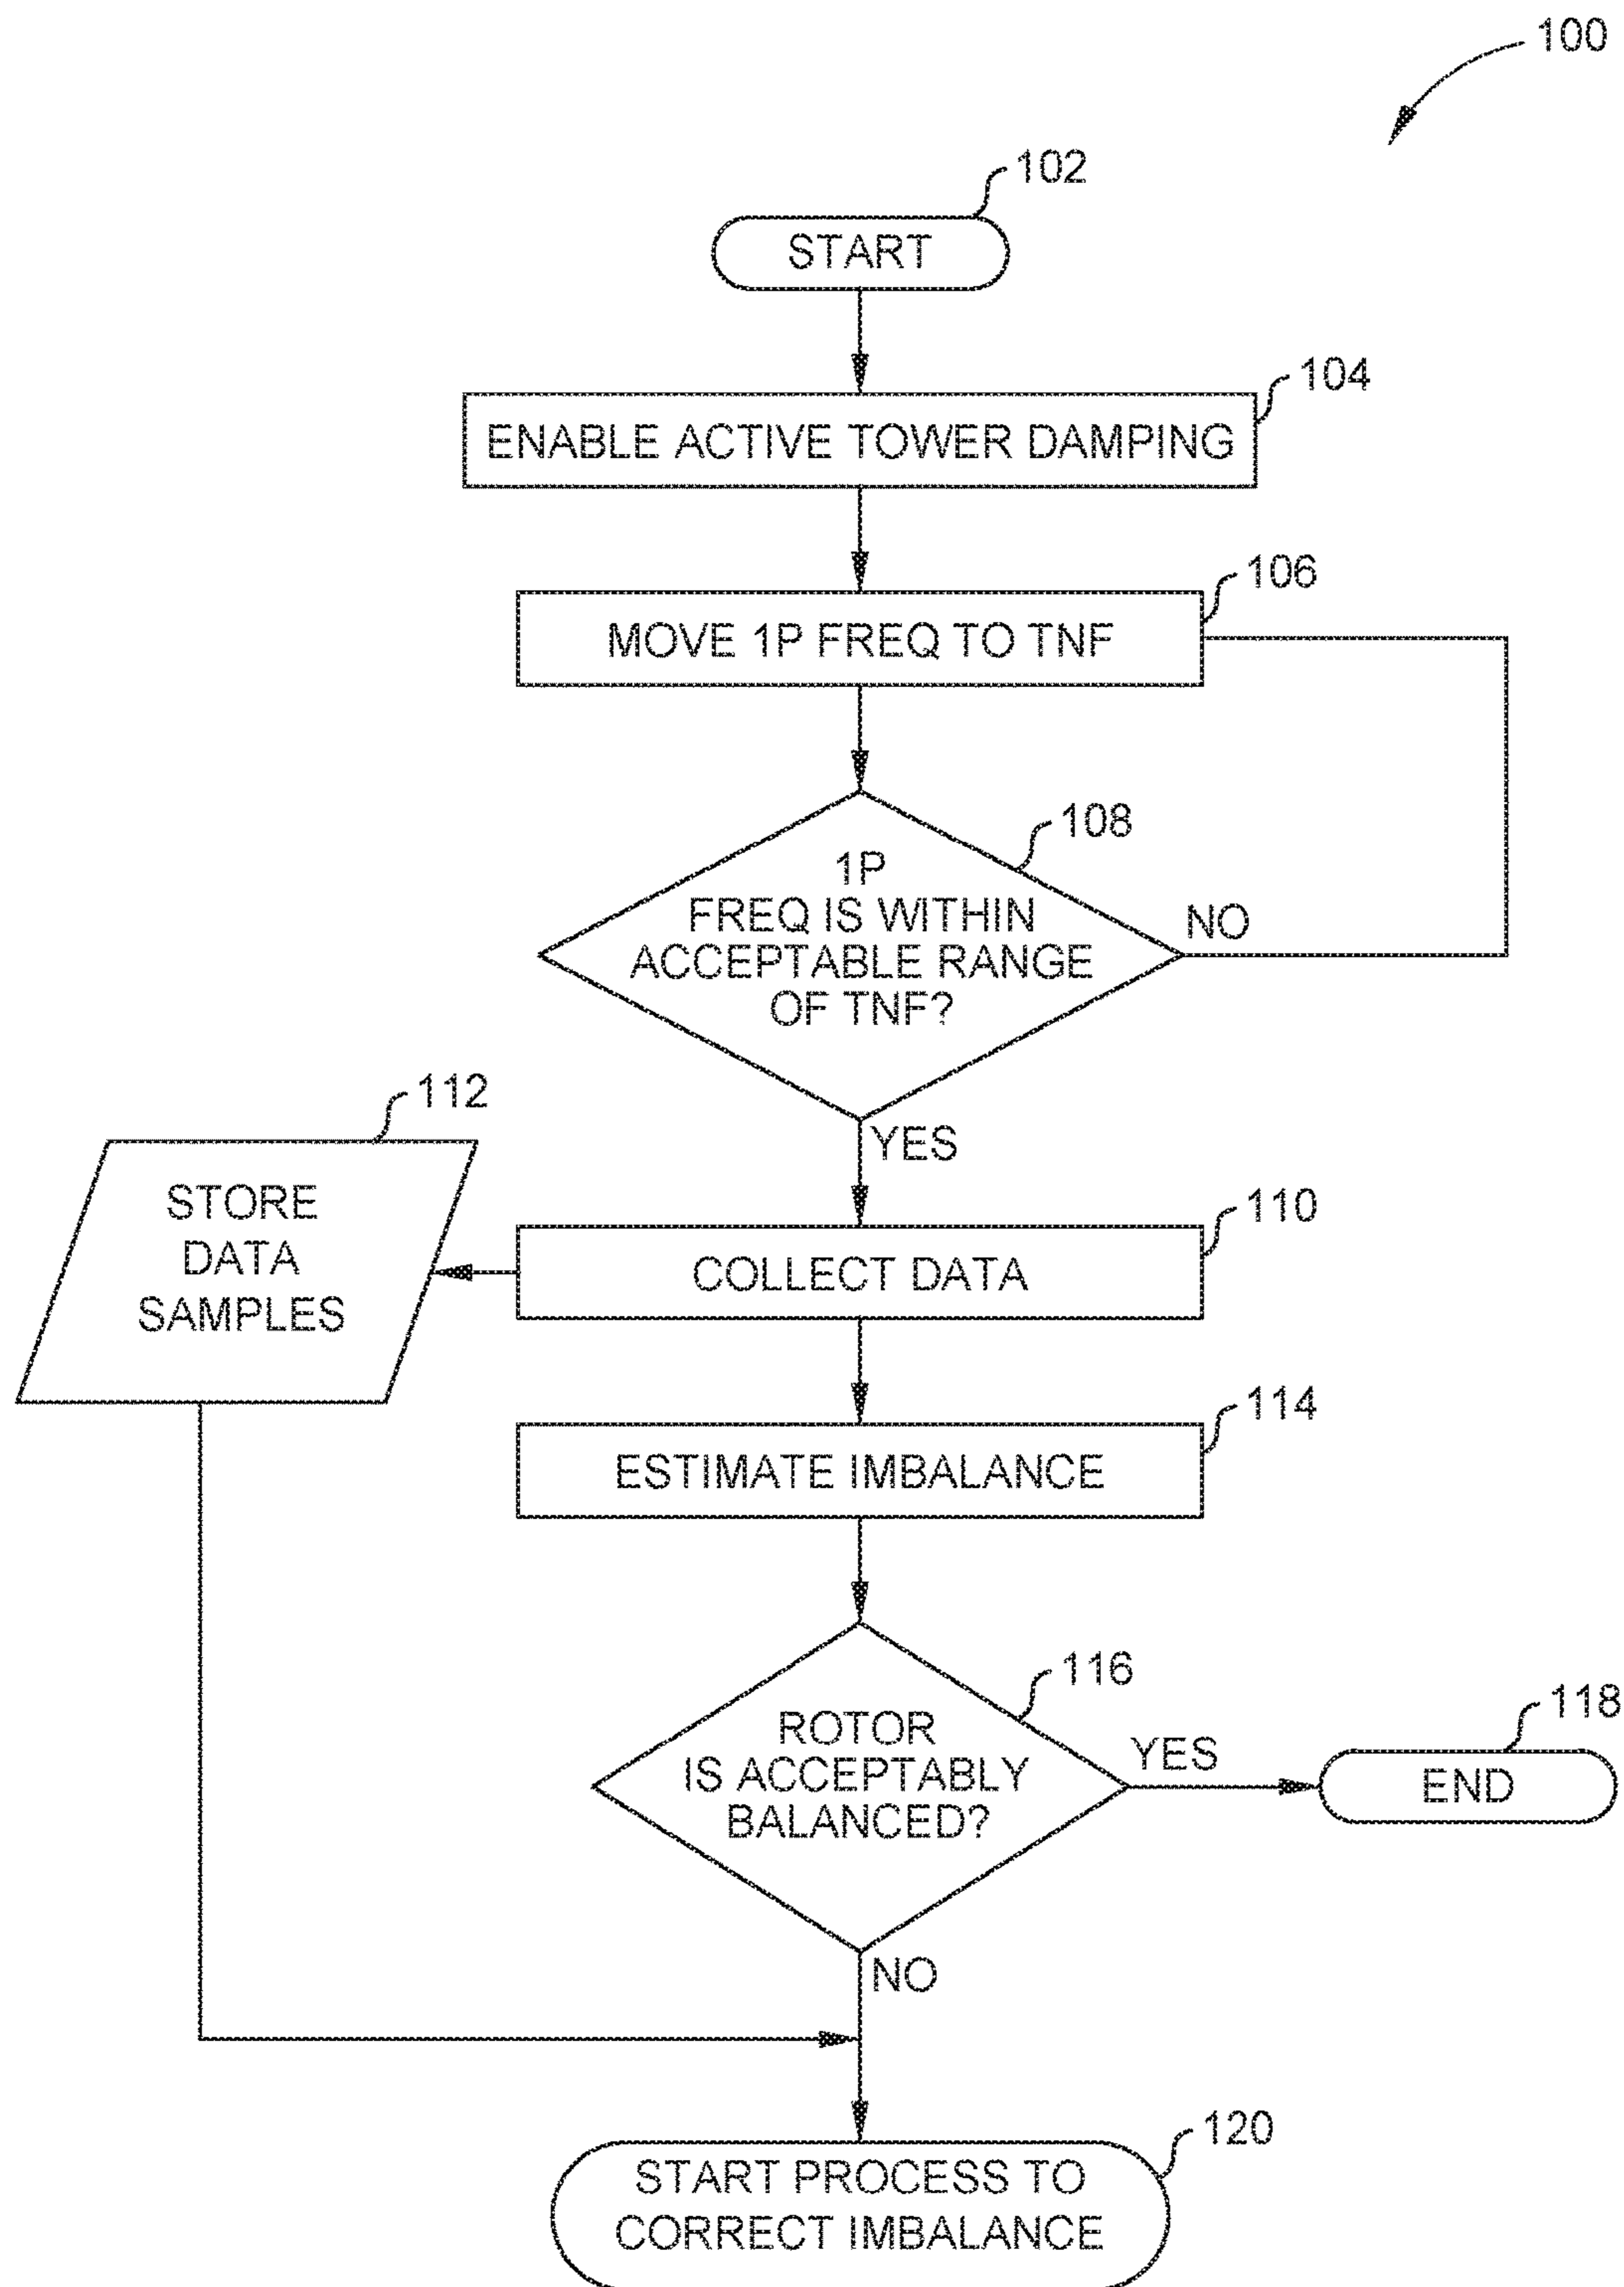 100
102
START
104
ENABLE ACTIVE TOWER DAMPING
106
MOVE 1P FREQ TO TNF
108
1P
FREQ IS WITHIN
ACCEPTABLE RANGE
OF TNF?
NO
YES
112
STORE
DATA
SAMPLES
110
COLLECT DATA
114
ESTIMATE IMBALANCE
116
ROTOR
IS ACCEPTABLY
BALANCED?
YES
118
END
NO
120
START PROCESS TO
CORRECT IMBALANCE